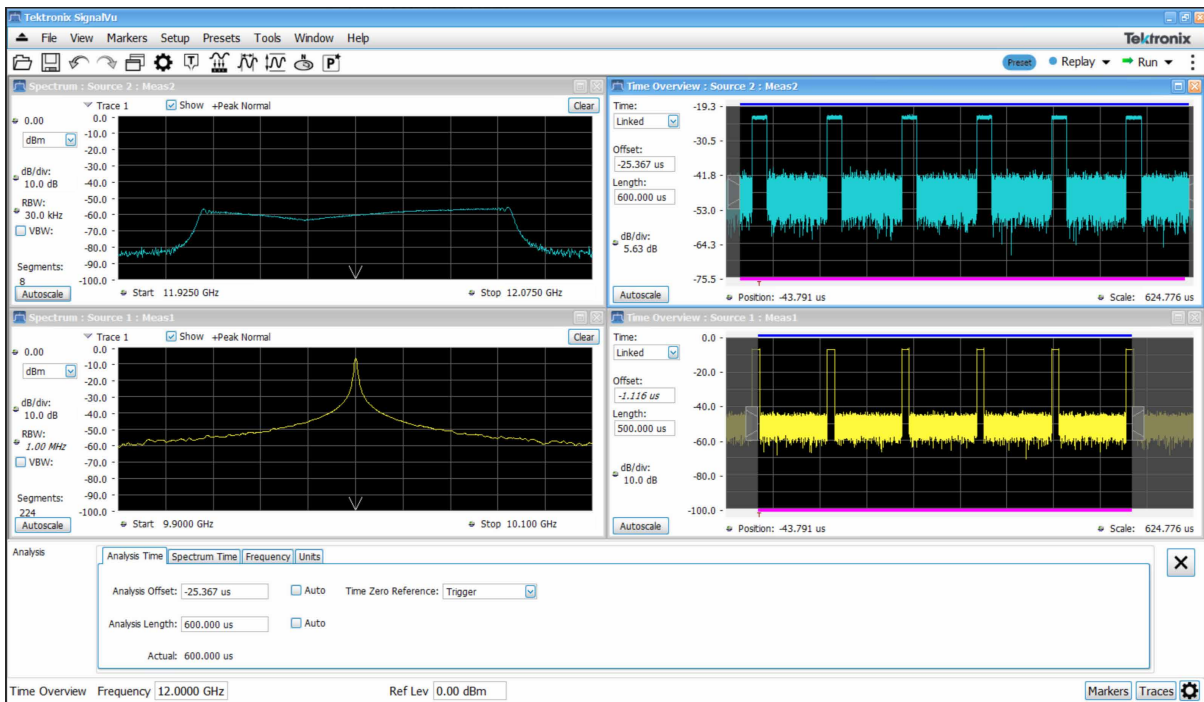 Tektronix SignalVu
File View Markers Setup Presets Tools Window Help
Tektronix
Preset Replay Run
Spectrum : Source 2 : Meas2
Trace 1 Show +Peak Normal Clear
0.00
dBm
dB/div:
10.0 dB
RBW:
30.0 kHz
VBW:
Segments:
8
Autoscale
0.0
-10.0
-20.0
-30.0
-40.0
-50.0
-60.0
-70.0
-80.0
-90.0
-100.0
Start 11.9250 GHz Stop 12.0750 GHz
Time Overview : Source 2 : Meas2
Time:
Linked
Offset:
-25.367 us
Length:
600.000 us
dB/div:
5.63 dB
Autoscale
-19.3
-30.5
-41.8
-53.0
-64.3
-75.5
T
Position: -43.791 us Scale: 624.776 us
Spectrum : Source 1 : Meas1
Trace 1 Show +Peak Normal Clear
0.00
dBm
dB/div:
10.0 dB
RBW:
1.00 MHz
VBW:
Segments:
224
Autoscale
0.0
-10.0
-20.0
-30.0
-40.0
-50.0
-60.0
-70.0
-80.0
-90.0
-100.0
Start 9.9000 GHz Stop 10.100 GHz
Time Overview : Source 1 : Meas1
Time:
Linked
Offset:
-1.116 us
Length:
500.000 us
dB/div:
10.0 dB
Autoscale
0.0
-20.0
-40.0
-60.0
-80.0
-100.0
T
Position: -43.791 us Scale: 624.776 us
Analysis
Analysis Time Spectrum Time Frequency Units
Analysis Offset: -25.367 us Auto Time Zero Reference: Trigger
Analysis Length: 600.000 us Auto
Actual: 600.000 us
Time Overview Frequency 12.0000 GHz Ref Lev 0.00 dBm Markers Traces